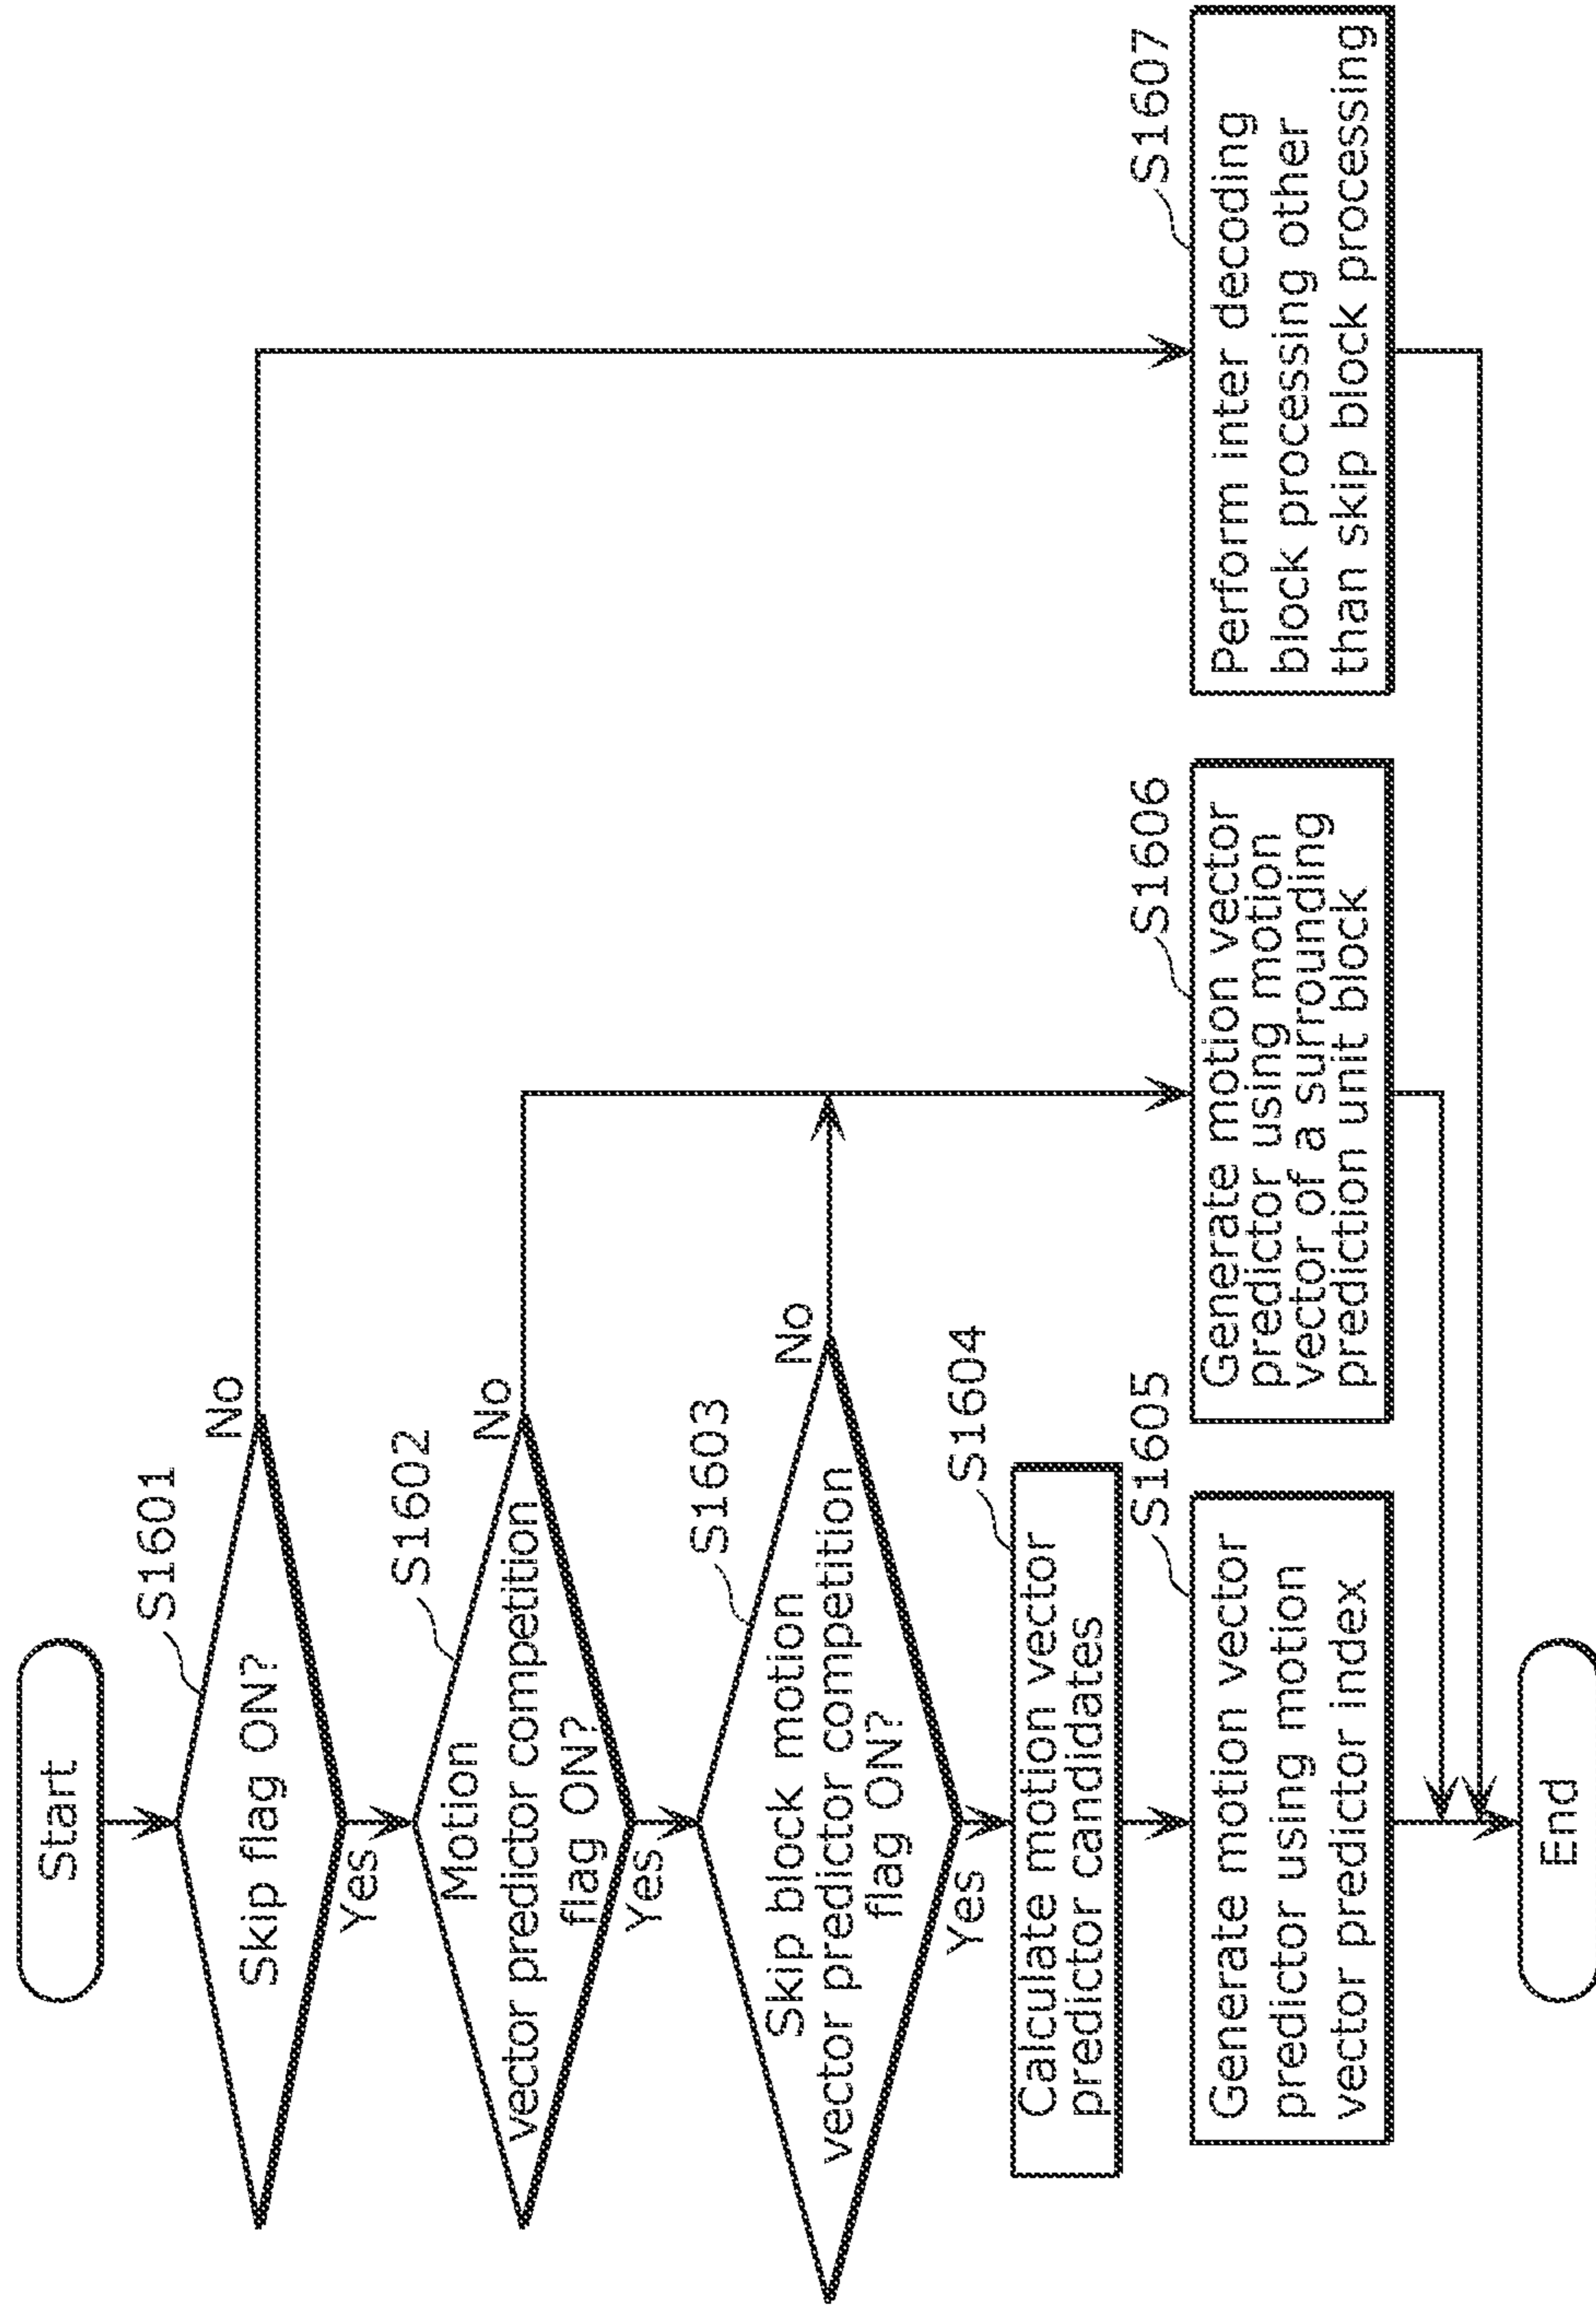 Start
S1601
Skip flag ON?
No
Yes
S1602
Motion
vector predictor competition
flag ON?
No
Yes
S1603
Skip block motion
vector predictor competition
flag ON?
No
Yes
S1604
Calculate motion vector
predictor candidates
S1605
Generate motion vector
predictor using motion
vector predictor index
S1606
Generate motion vector
predictor using motion
vector of a surrounding
prediction unit block
S1607
Perform inter decoding
block processing other
than skip block processing
End